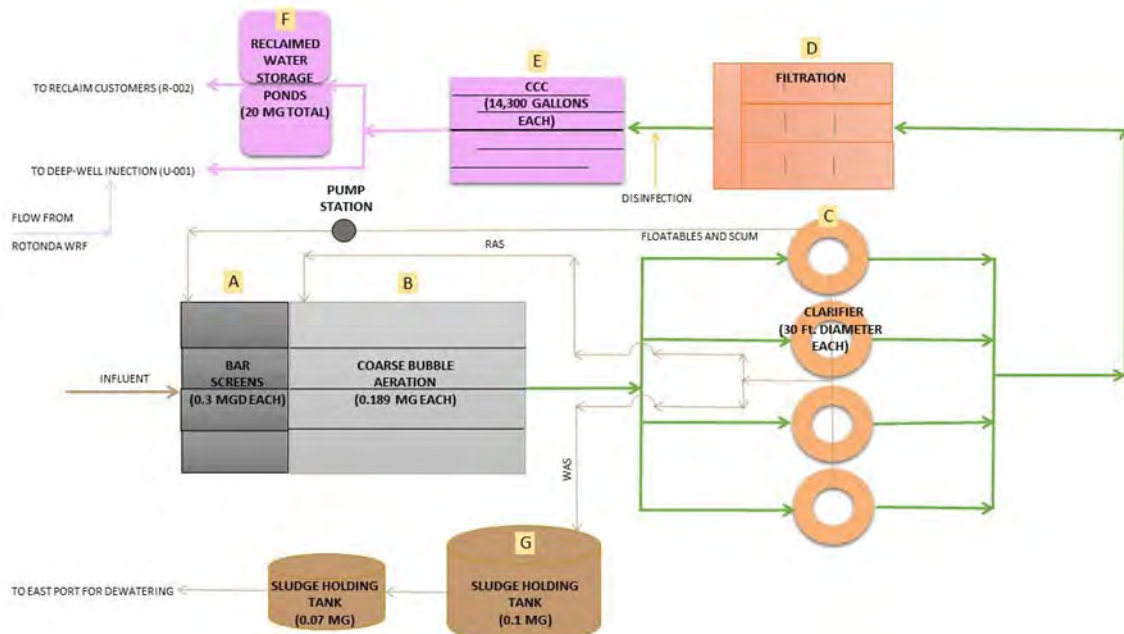 F
RECLAIMED
WATER
STORAGE
PONDS
(20 MG TOTAL)
E
CCC
(14,300 GALLONS
EACH)
D
FILTRATION
TO RECLAIM CUSTOMERS (R-002)
TO DEEP-WELL INJECTION (U-001)
DISINFECTION
FLOW FROM
ROTONDA WRF
PUMP
STATION
C
FLOATABLES AND SCUM
RAS
A
B
CLARIFIER
(30 Ft. DIAMETER
EACH)
INFLUENT
BAR
SCREENS
(0.3 MGD EACH)
COARSE BUBBLE
AERATION
(0.189 MG EACH)
WAS
G
SLUDGE HOLDING
TANK
(0.1 MG)
SLUDGE HOLDING
TANK
(0.07 MG)
TO EAST PORT FOR DEWATERING